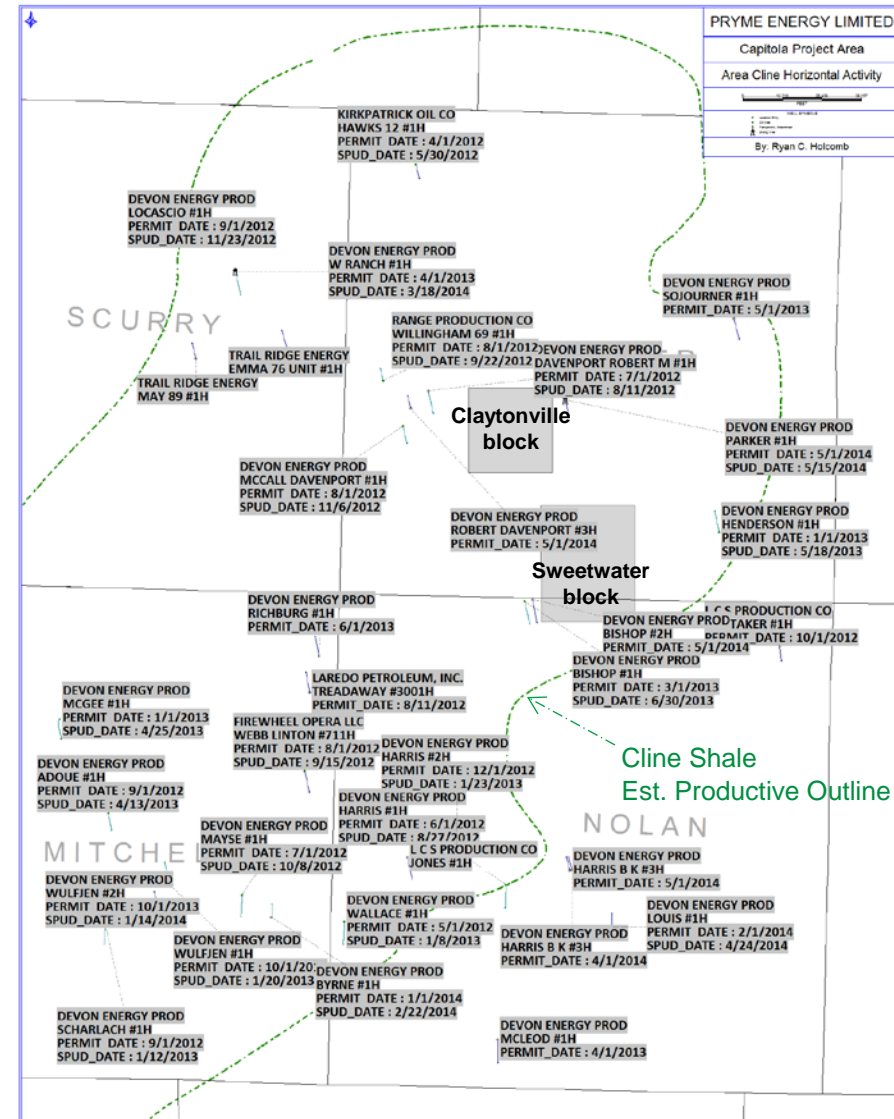 PRYME ENERGY LIMITED
Capitola Project Area
Area Cline Horizontal Activity
FEET
WELL SYMBOLS
By: Ryan C. Holcomb
KIRKPATRICK OIL CO
HAWKS 12 #1H
PERMIT DATE : 4/1/2012
SPUD_DATE : 5/30/2012
DEVON ENERGY PROD
LOCASCIO #1H
PERMIT DATE : 9/1/2012
SPUD_DATE : 11/23/2012
DEVON ENERGY PROD
W RANCH #1H
PERMIT DATE : 4/1/2013
SPUD_DATE : 3/18/2014
DEVON ENERGY PROD
SOJOURNER #1H
PERMIT_DATE : 5/1/2013
SCURRY
RANGE PRODUCTION CO
WILLINGHAM 69 #1H
PERMIT DATE : 8/1/2012
SPUD_DATE : 9/22/2012
DEVON ENERGY PROD
DAVENPORT ROBERT M #1H
PERMIT DATE : 7/1/2012
SPUD_DATE : 8/11/2012
TRAIL RIDGE ENERGY
EMMA 76 UNIT #1H
TRAIL RIDGE ENERGY
MAY 89 #1H
Claytonville
block
DEVON ENERGY PROD
PARKER #1H
PERMIT DATE : 5/1/2014
SPUD_DATE : 5/15/2014
DEVON ENERGY PROD
MCCALL DAVENPORT #1H
PERMIT DATE : 8/1/2012
SPUD_DATE : 11/6/2012
DEVON ENERGY PROD
ROBERT DAVENPORT #3H
PERMIT_DATE : 5/1/2014
DEVON ENERGY PROD
HENDERSON #1H
PERMIT DATE : 1/1/2013
SPUD_DATE : 5/18/2013
Sweetwater
block
DEVON ENERGY PROD
RICHBURG #1H
PERMIT_DATE : 6/1/2013
DEVON ENERGY PROD
BISHOP #2H
PERMIT_DATE : 5/1/2014
L C S PRODUCTION CO
TAKER #1H
PERMIT_DATE : 10/1/2012
DEVON ENERGY PROD
BISHOP #1H
PERMIT DATE : 3/1/2013
SPUD_DATE : 6/30/2013
LAREDO PETROLEUM, INC.
TREADAWAY #3001H
PERMIT_DATE : 8/11/2012
DEVON ENERGY PROD
MCGEE #1H
PERMIT DATE : 1/1/2013
SPUD_DATE : 4/25/2013
FIREWHEEL OPERA LLC
WEBB LINTON #711H
PERMIT DATE : 8/1/2012
SPUD_DATE : 9/15/2012
DEVON ENERGY PROD
HARRIS #2H
PERMIT DATE : 12/1/2012
SPUD_DATE : 1/23/2013
Cline Shale
Est. Productive Outline
DEVON ENERGY PROD
ADOUE #1H
PERMIT DATE : 9/1/2012
SPUD_DATE : 4/13/2013
DEVON ENERGY PROD
HARRIS #1H
PERMIT DATE : 6/1/2012
SPUD_DATE : 8/27/2012
NOLAN
MITCHEL
DEVON ENERGY PROD
MAYSE #1H
PERMIT DATE : 7/1/2012
SPUD_DATE : 10/8/2012
L C S PRODUCTION CO
JONES #1H
DEVON ENERGY PROD
HARRIS B K #3H
PERMIT_DATE : 5/1/2014
DEVON ENERGY PROD
WULFJEN #2H
PERMIT DATE : 10/1/2013
SPUD_DATE : 1/14/2014
DEVON ENERGY PROD
WALLACE #1H
PERMIT DATE : 5/1/2012
SPUD_DATE : 1/8/2013
DEVON ENERGY PROD
LOUIS #1H
PERMIT DATE : 2/1/2014
SPUD_DATE : 4/24/2014
DEVON ENERGY PROD
HARRIS B K #3H
PERMIT_DATE : 4/1/2014
DEVON ENERGY PROD
WULFJEN #1H
PERMIT DATE : 10/1/20
SPUD_DATE : 1/20/2013
DEVON ENERGY PROD
BYRNE #1H
PERMIT DATE : 1/1/2014
SPUD_DATE : 2/22/2014
DEVON ENERGY PROD
SCHARLACH #1H
PERMIT DATE : 9/1/2012
SPUD_DATE : 1/12/2013
DEVON ENERGY PROD
MCLEOD #1H
PERMIT_DATE : 4/1/2013